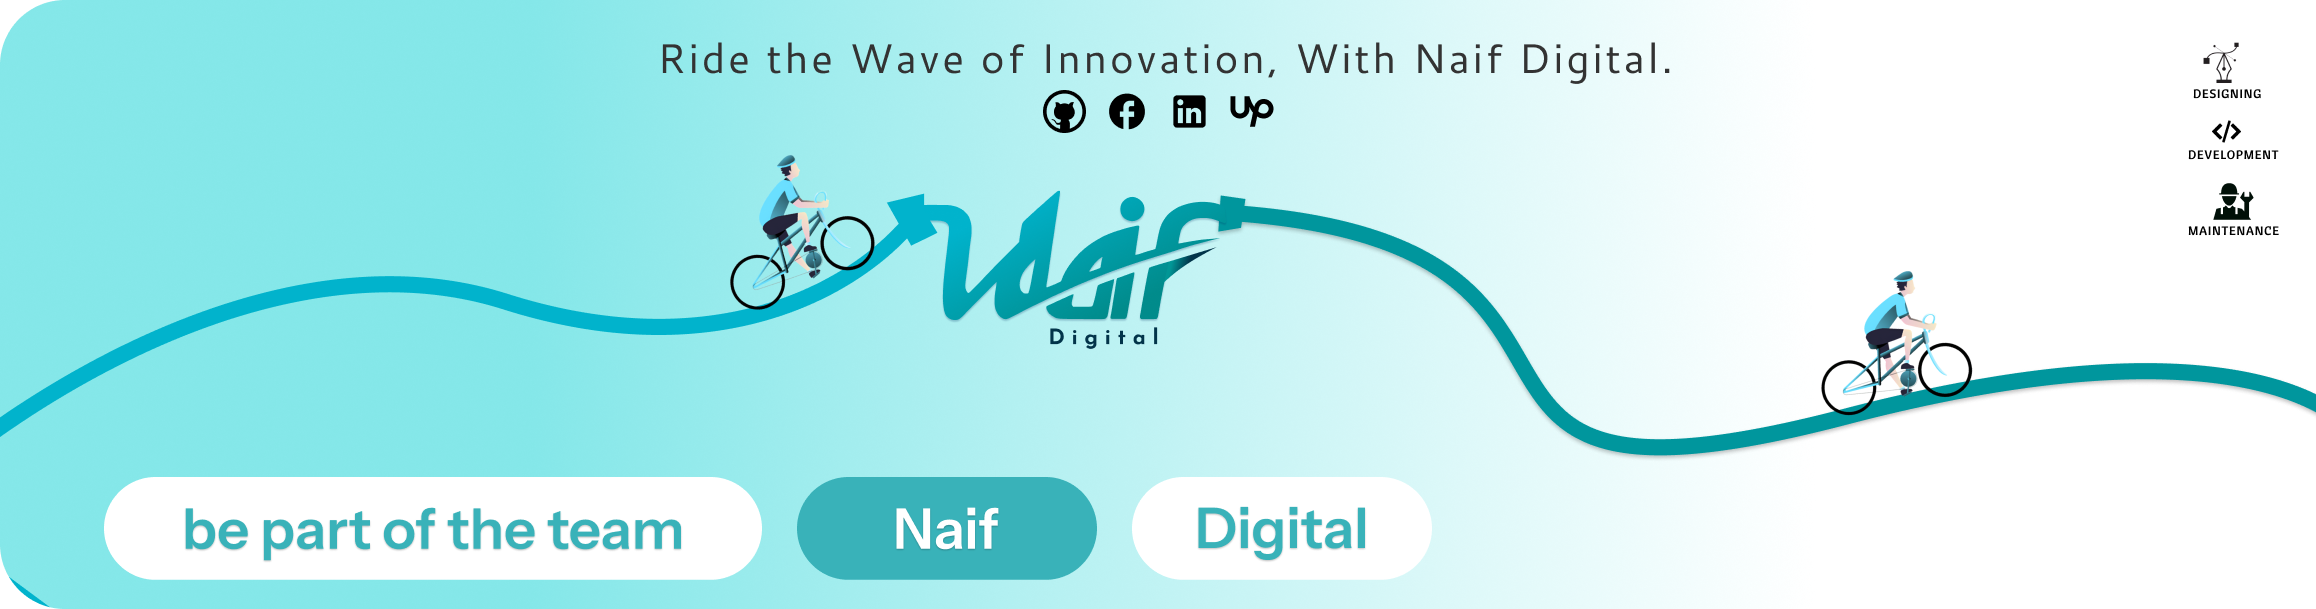 Ride the Wave of Innovation, With Naif Digital.
up
DESIGNING
DEVELOPMENT
MAINTENANCE
Naif
Digital
be part of the team
Naif
Digital